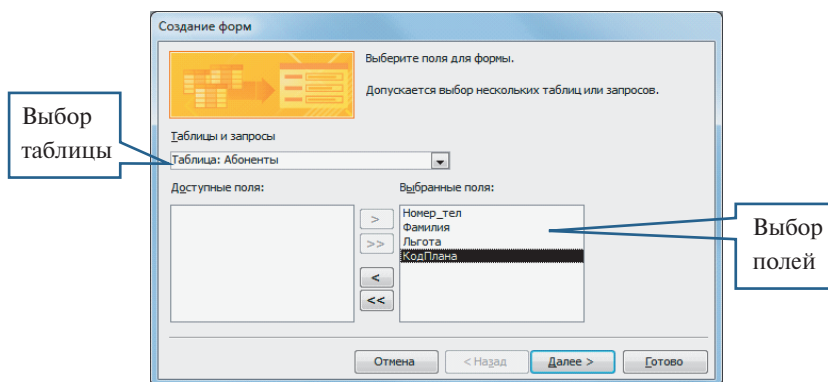 Создание форм
Выберите поля для формы.
Допускается выбор нескольких таблиц или запросов.
Выбор
таблицы
Таблицы и запросы
Таблица: Абоненты
Доступные поля:
Выбранные поля:
>
>>
<
<<
Номер_тел
Фамилия
Льгота
КодПлана
Выбор
полей
Отмена
< Назад
Далее >
Готово